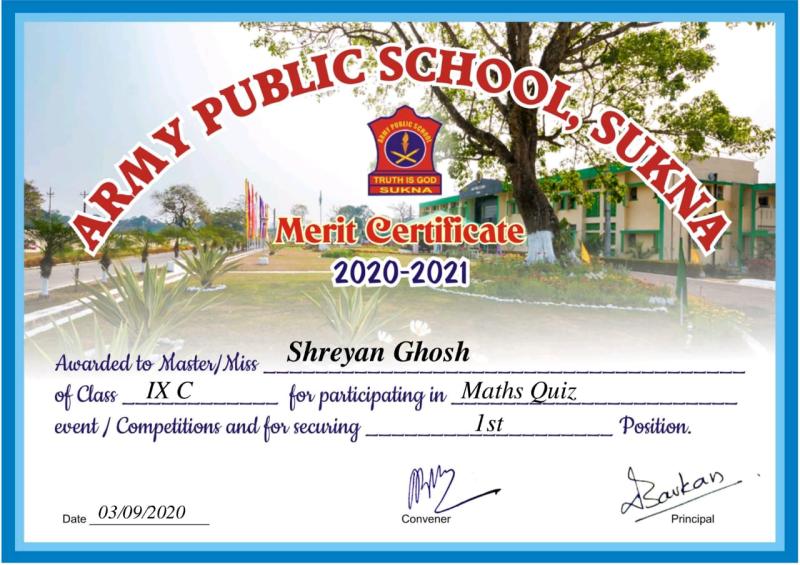 ARMY PUBLIC SCHOOL, SUKNA
ARMY PUBLIC SCHOOL
TRUTH IS GOD
SUKNA
Merit Certificate
2020-2021
Awarded to Master/Miss Shreyan Ghosh
of Class IX C for participating in Maths Quiz
event / Competitions and for securing 1st Position.
Date 03/09/2020
Convener
Principal